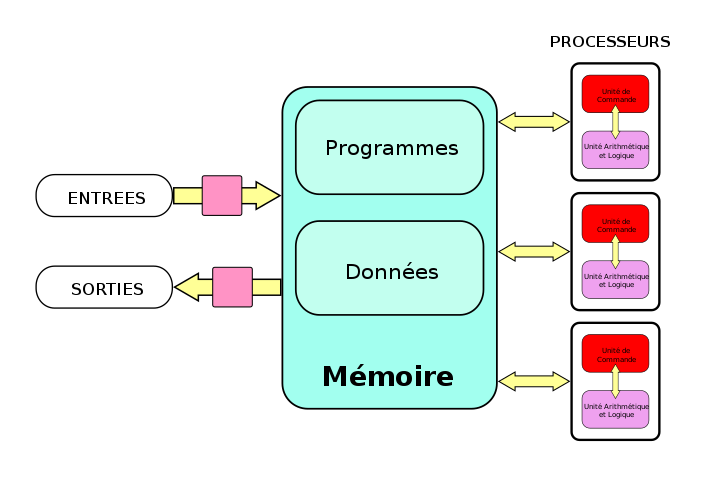 PROCESSEURS
Unité de
Commande
Unité Arithmétique
et Logique
Programmes
ENTREES
Unité de
Commande
Données
Unité Arithmétique
et Logique
SORTIES
Unité de
Commande
Mémoire
Unité Arithmétique
et Logique